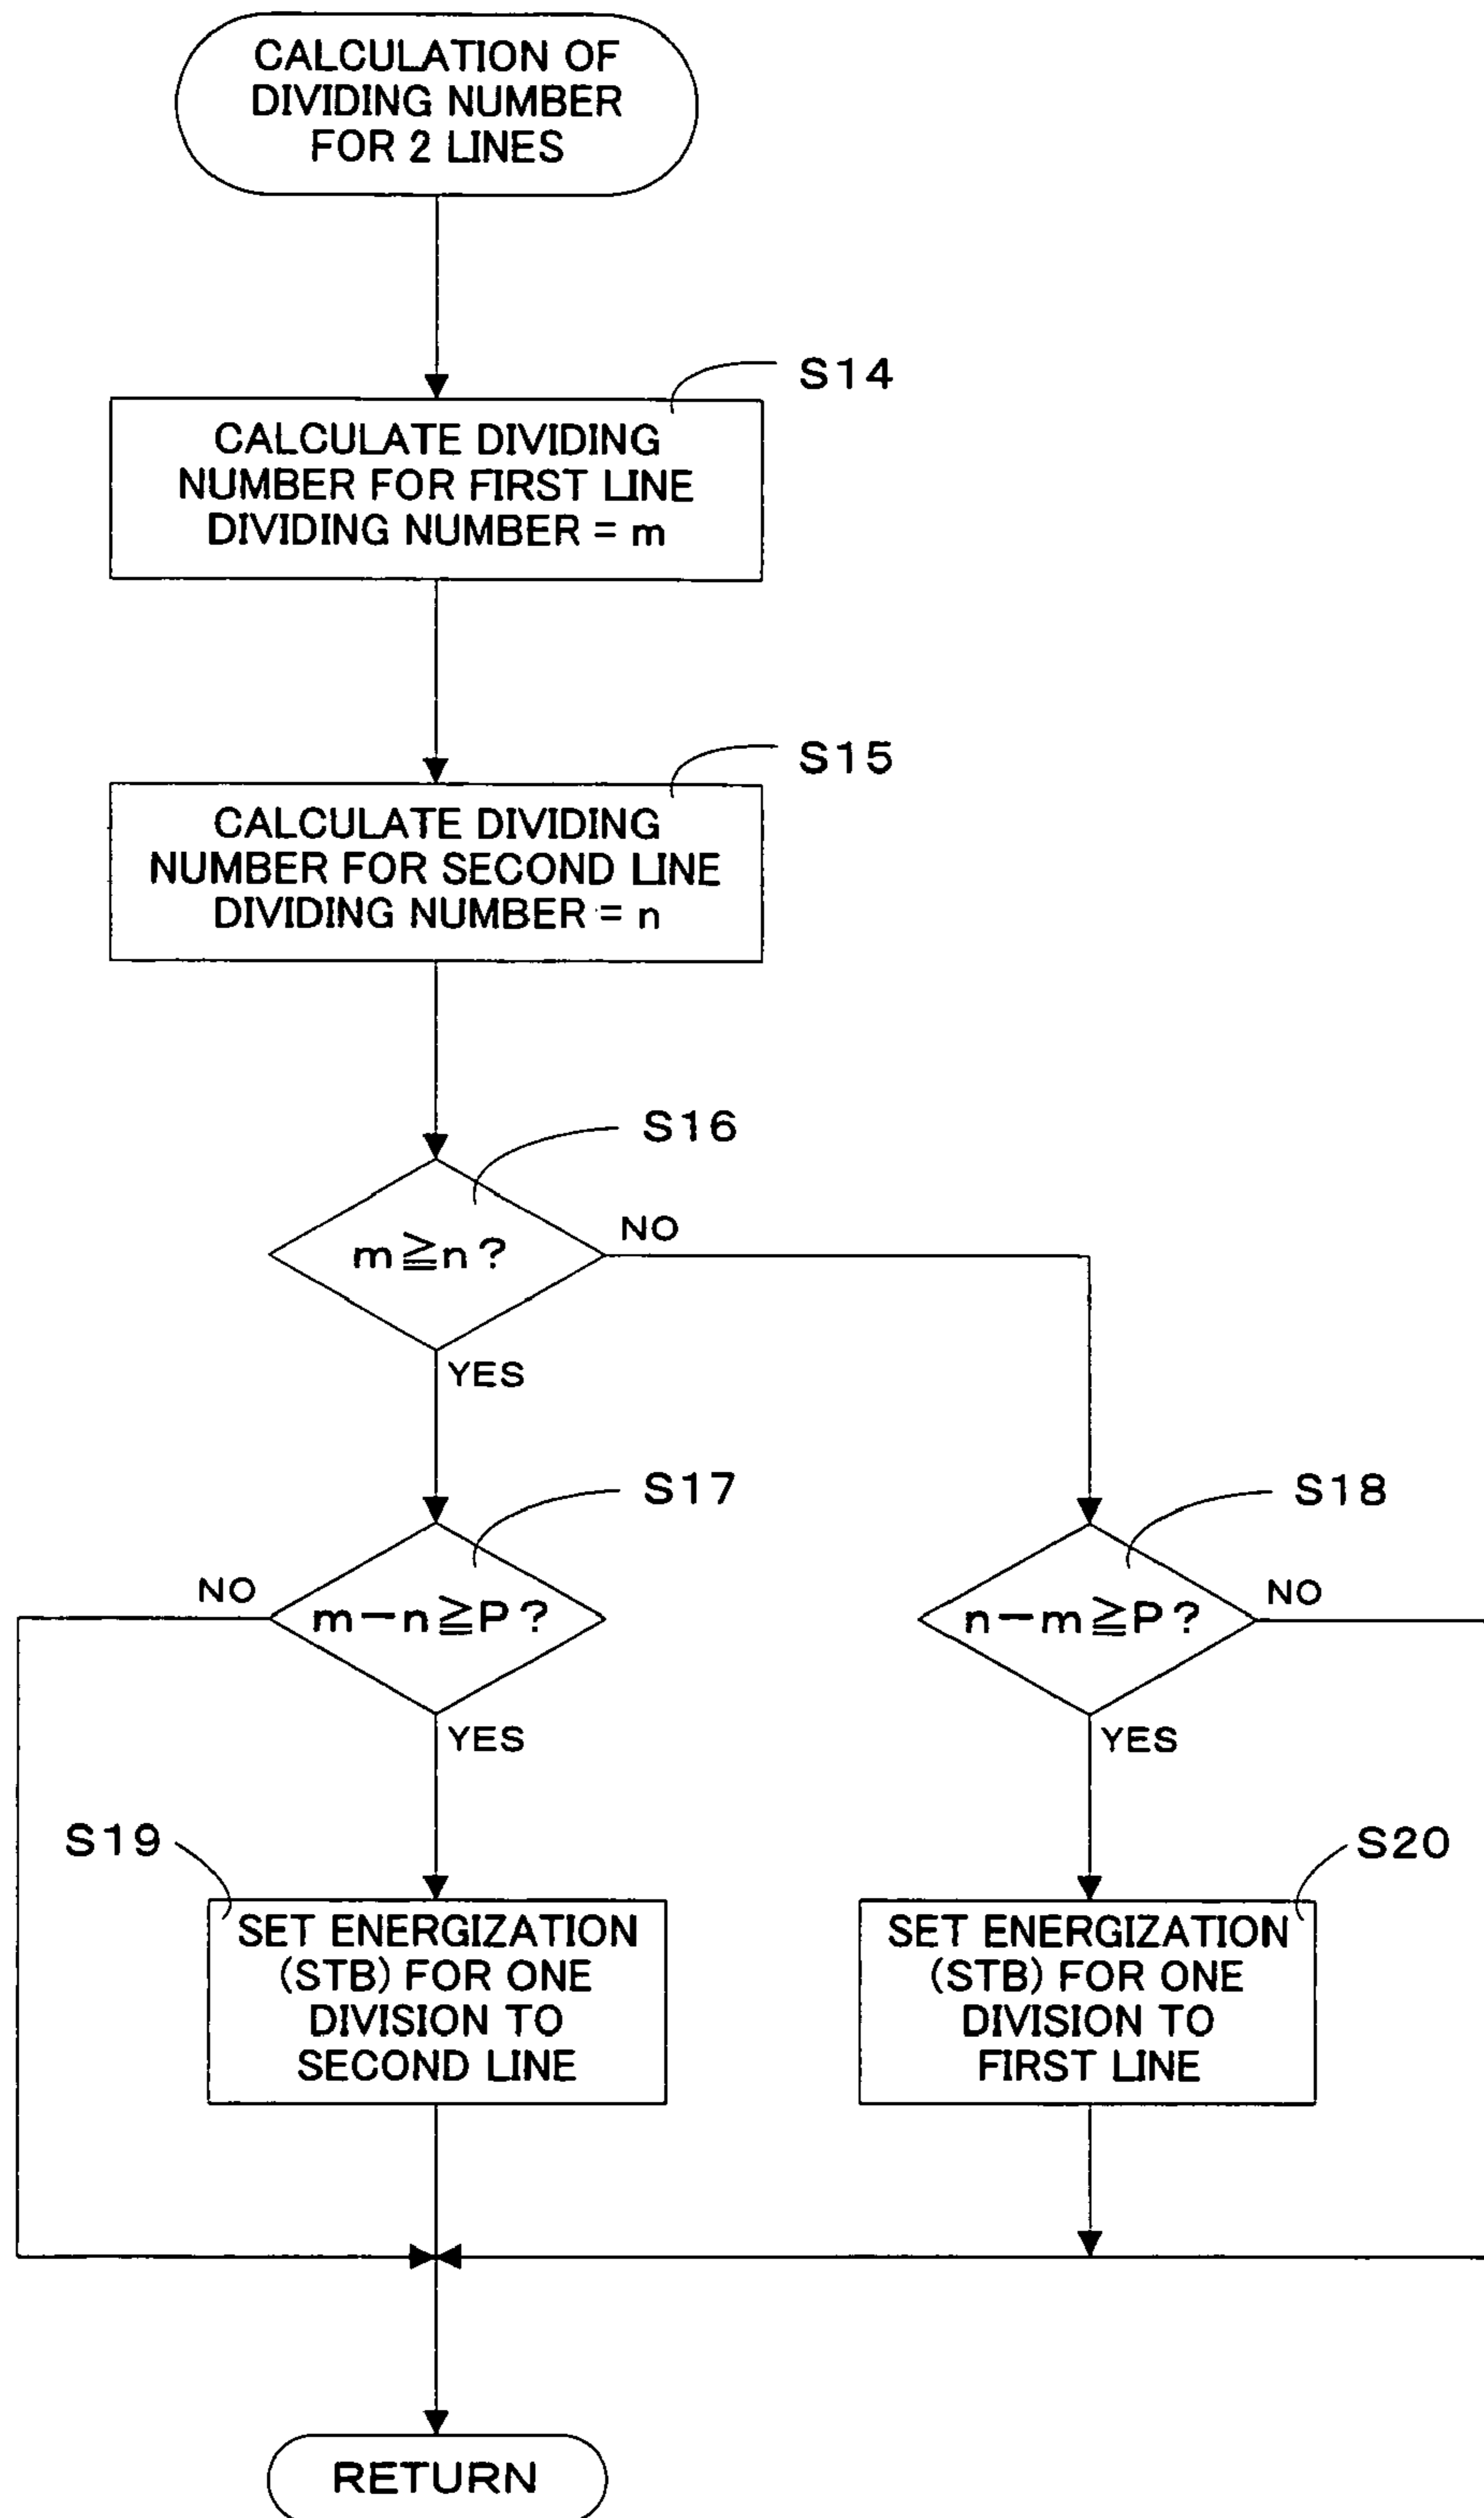 CALCULATION OF
DIVIDING NUMBER
FOR 2 LINES
S14
CALCULATE DIVIDING
NUMBER FOR FIRST LINE
DIVIDING NUMBER = m
S15
CALCULATE DIVIDING
NUMBER FOR SECOND LINE
DIVIDING NUMBER = n
S16
m≧n?
NO
YES
S17
m−n≧P?
NO
YES
S18
n−m≧P?
NO
YES
S19
SET ENERGIZATION
(STB) FOR ONE
DIVISION TO
SECOND LINE
S20
SET ENERGIZATION
(STB) FOR ONE
DIVISION TO
FIRST LINE
RETURN